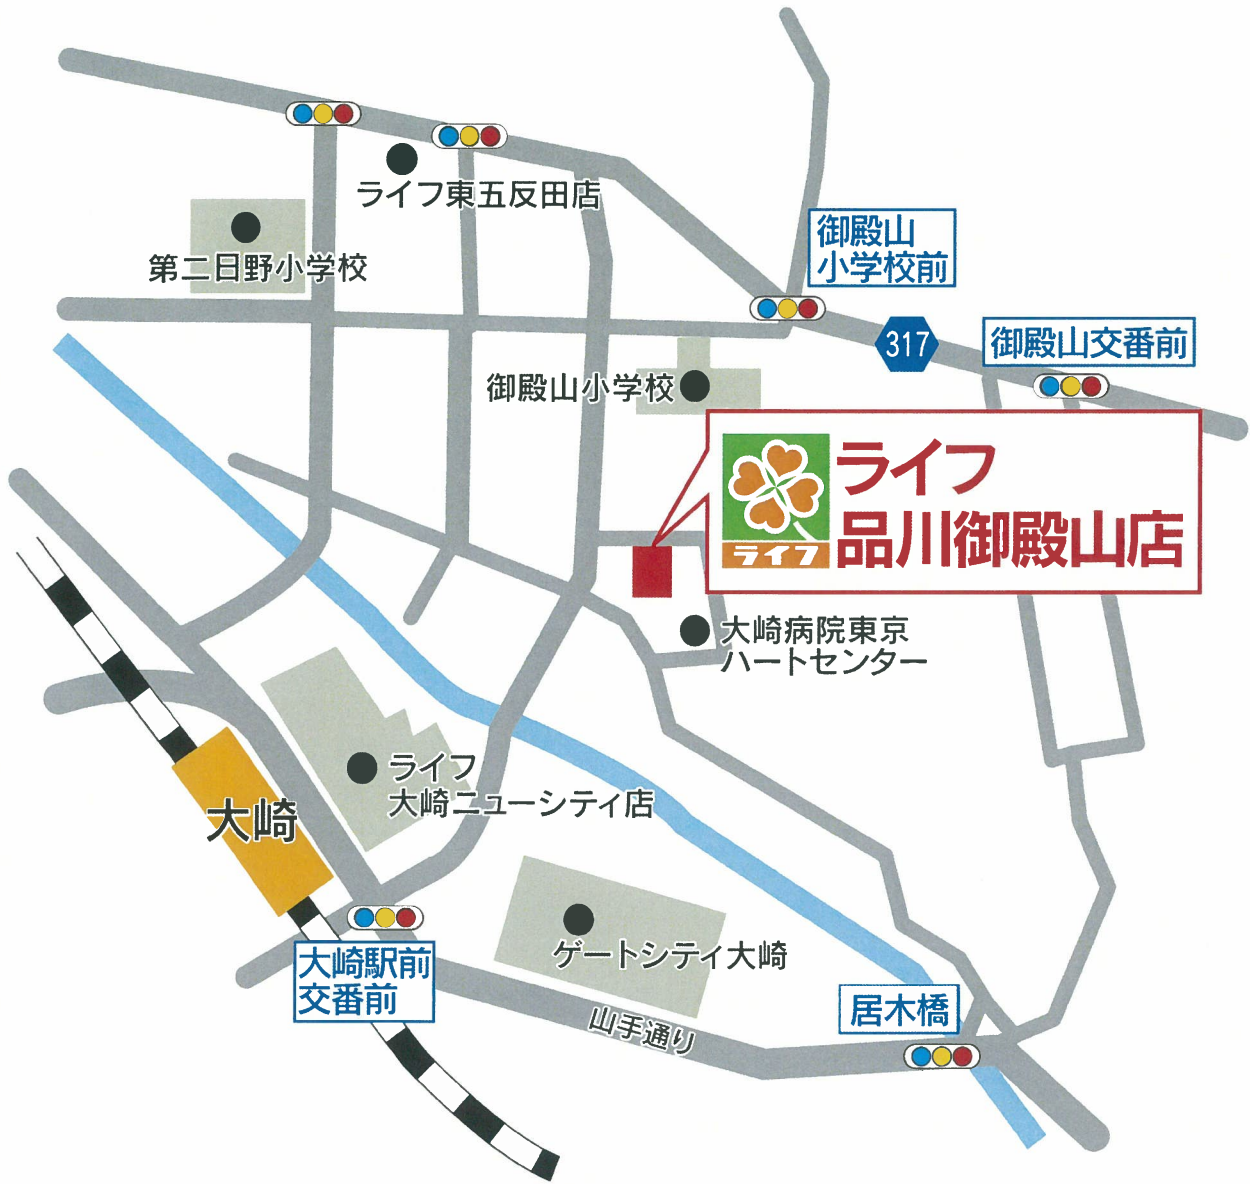 ライフ東五反田店
第二日野小学校
御殿山
小学校前
317
御殿山交番前
御殿山小学校
ライフ
品川御殿山店
ライフ
大崎病院東京
ハートセンター
ライフ
大崎ニューシティ店
大崎
ゲートシティ大崎
大崎駅前
交番前
山手通り
居木橋